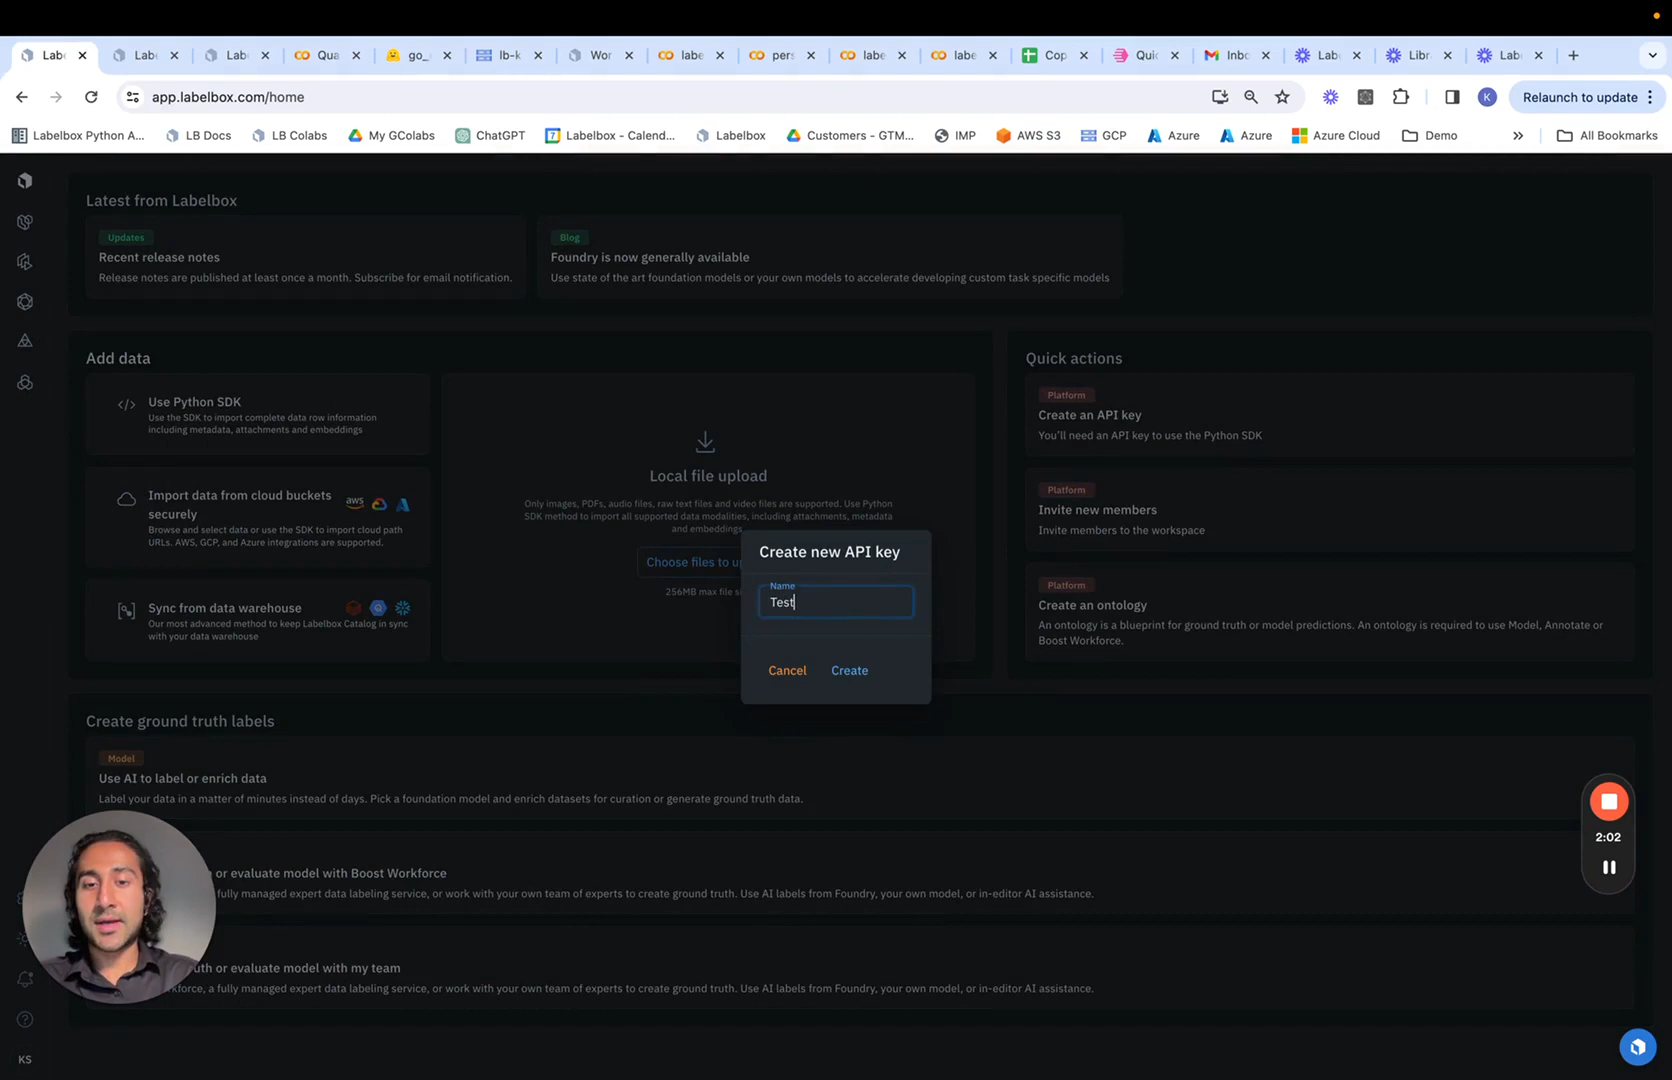 Labe
Labe
Labe
Qua
go_
lb-k
Wor
labe
pers
labe
labe
Cop
Quic
Inbo
Labe
Libra
Labe
app.labelbox.com/home
K
Relaunch to update
Labelbox Python A...
LB Docs
LB Colabs
My GColabs
ChatGPT
Labelbox - Calend...
Labelbox
Customers - GTM...
IMP
AWS S3
GCP
Azure
Azure
Azure Cloud
Demo
All Bookmarks
Latest from Labelbox
Updates
Recent release notes
Release notes are published at least once a month. Subscribe for email notification.
Blog
Foundry is now generally available
Use state of the art foundation models or your own models to accelerate developing custom task specific models
Add data
Use Python SDK
Use the SDK to import complete data row information
including metadata, attachments and embeddings
Import data from cloud buckets
securely
aws
Browse and select data or use the SDK to import cloud path
URLs. AWS, GCP, and Azure integrations are supported.
Sync from data warehouse
Our most advanced method to keep Labelbox Catalog in sync
with your data warehouse
Local file upload
Only images, PDFs, audio files, raw text files and video files are supported. Use Python
SDK method to import all supported data modalities, including attachments, metadata
and embeddings.
Choose files to up
256MB max file si
Create new API key
Name
Test
Cancel
Create
Quick actions
Platform
Create an API key
You'll need an API key to use the Python SDK
Platform
Invite new members
Invite members to the workspace
Platform
Create an ontology
An ontology is a blueprint for ground truth or model predictions. An ontology is required to use Model, Annotate or
Boost Workforce.
Create ground truth labels
Model
Use AI to label or enrich data
Label your data in a matter of minutes instead of days. Pick a foundation model and enrich datasets for curation or generate ground truth data.
or evaluate model with Boost Workforce
fully managed expert data labeling service, or work with your own team of experts to create ground truth. Use AI labels from Foundry, your own model, or in-editor AI assistance.
uth or evaluate model with my team
kforce, a fully managed expert data labeling service, or work with your own team of experts to create ground truth. Use AI labels from Foundry, your own model, or in-editor AI assistance.
2:02
KS